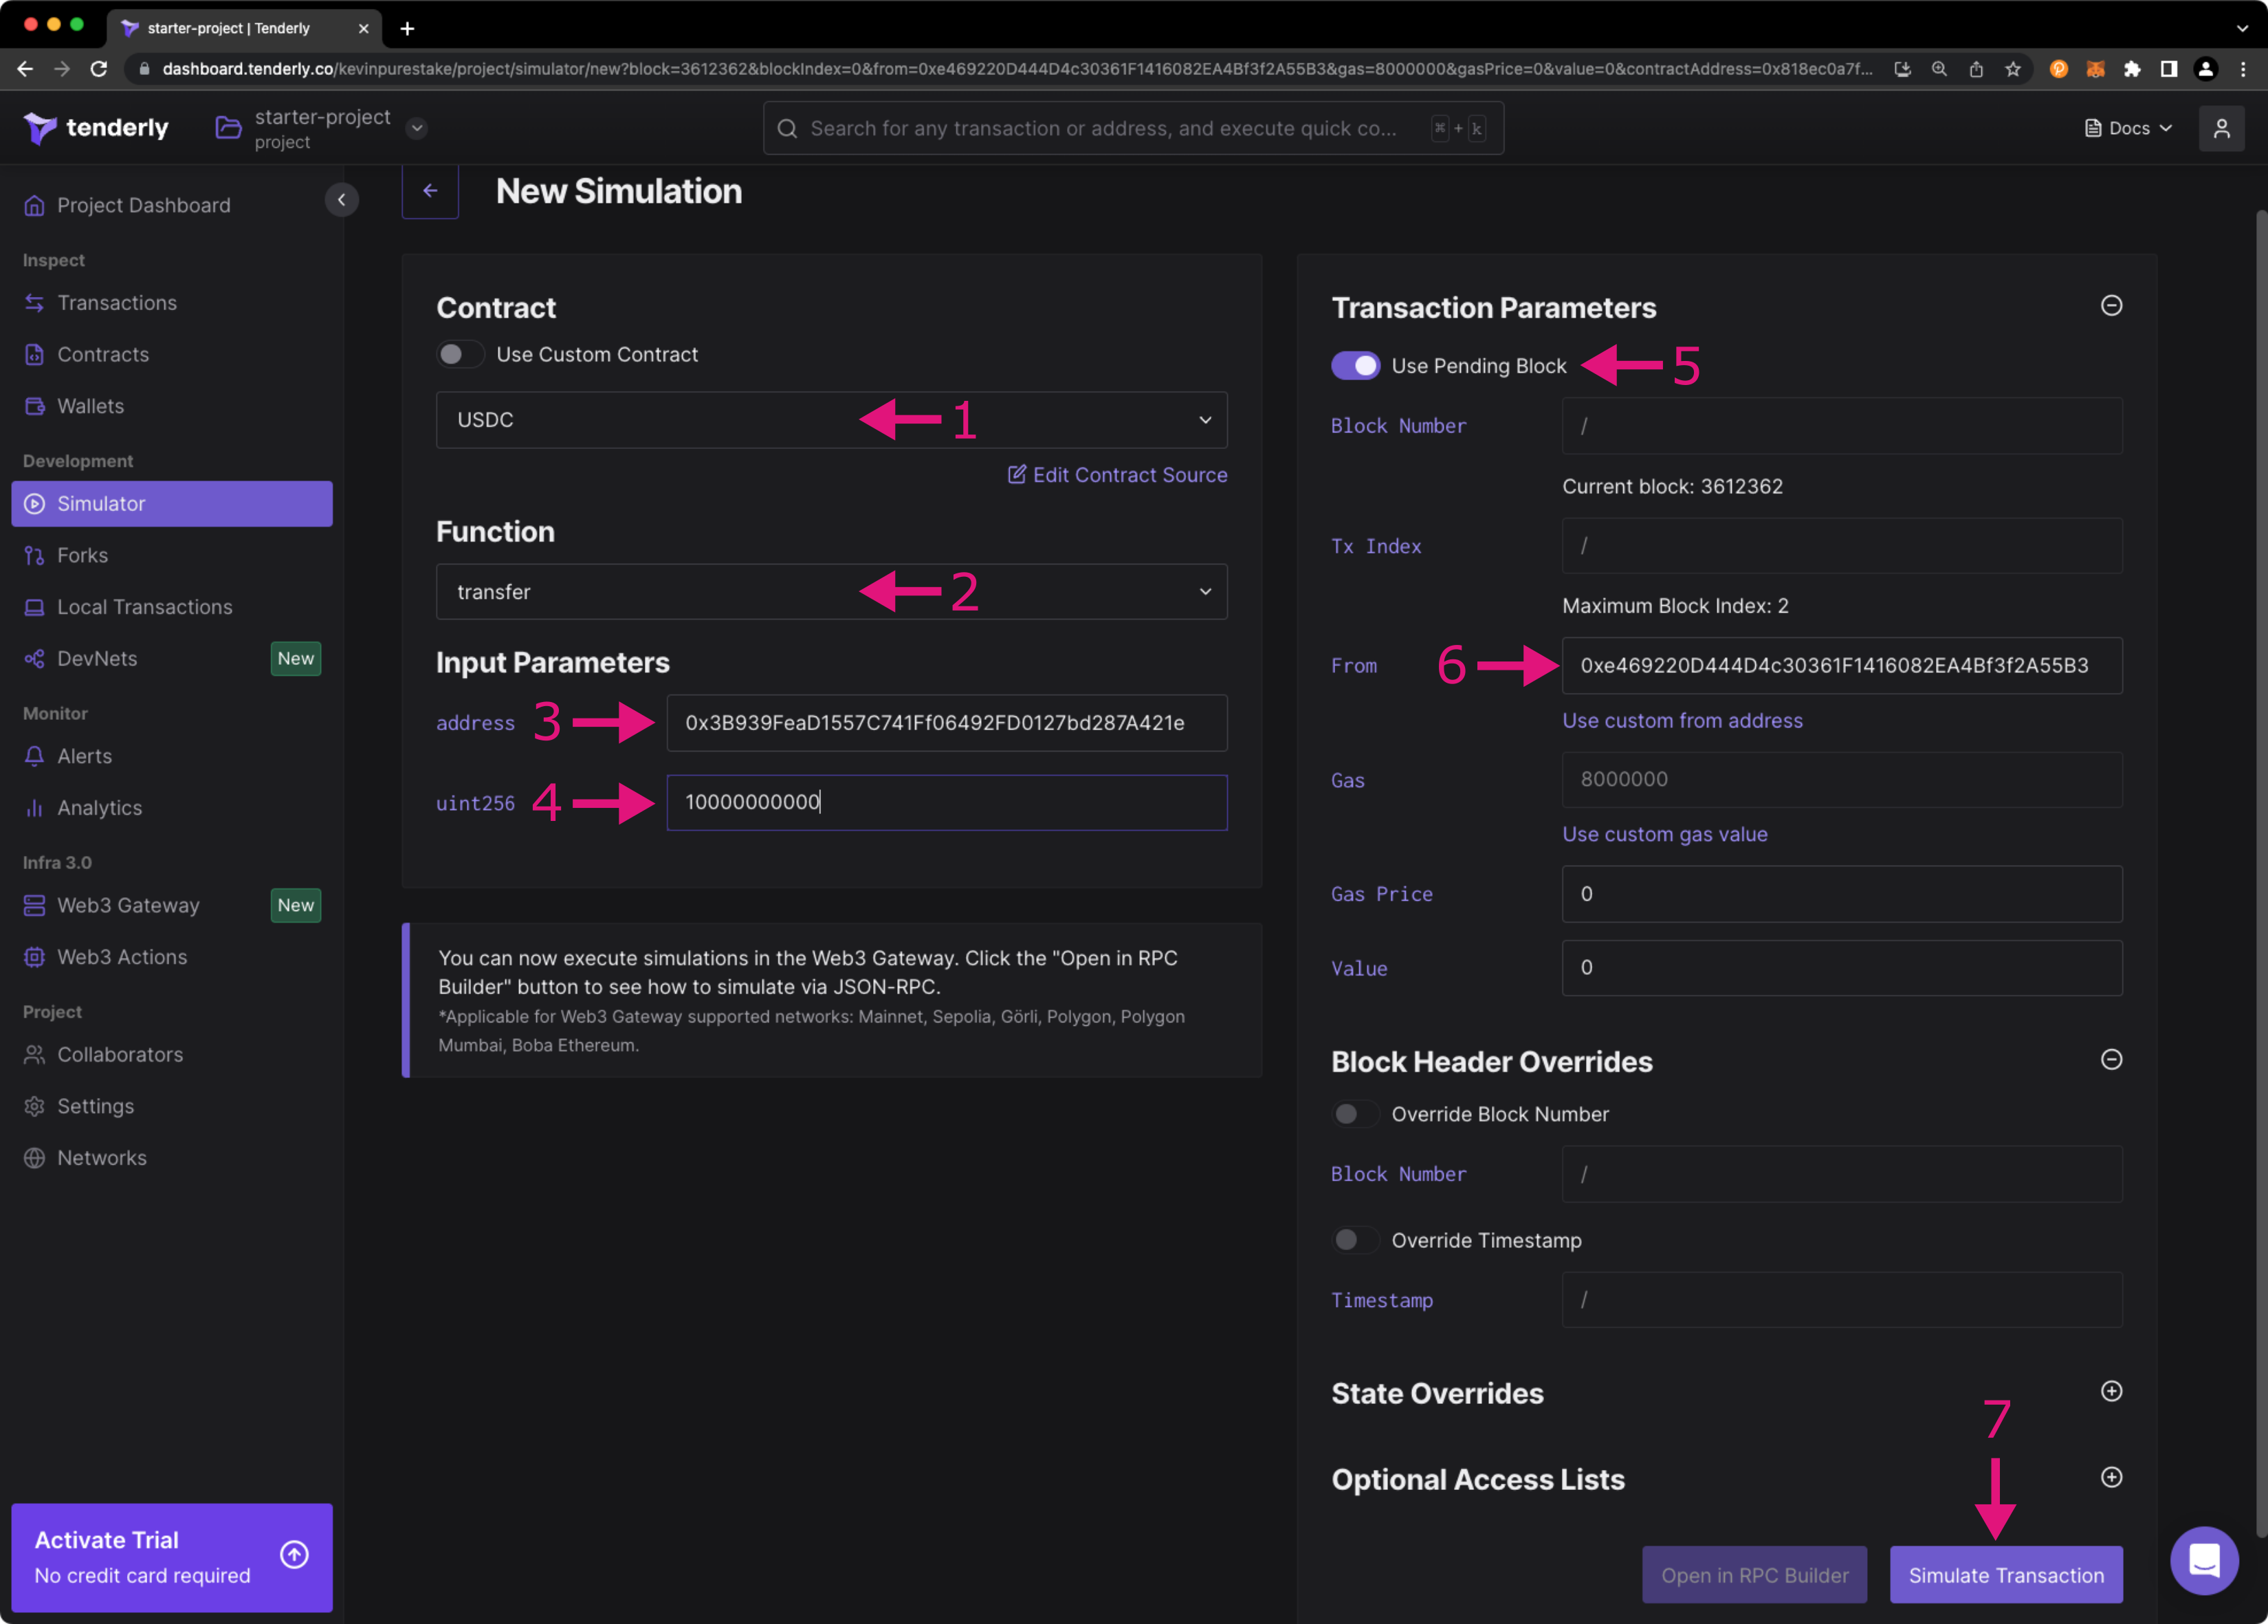 starter-project | Tenderly
dashboard.tenderly.co/kevinpurestake/project/simulator/new?block=3612362&blockIndex=0&from=0xe469220D444D4c30361F1416082EA4Bf3f2A55B3&gas=8000000&gasPrice=0&value=0&contractAddress=0x818ec0a7f...
tenderly
starter-project
project
Search for any transaction or address, and execute quick co...
⌘ + k
Docs
Project Dashboard
Inspect
Transactions
Contracts
Wallets
Development
Simulator
Forks
Local Transactions
DevNets New
Monitor
Alerts
Analytics
Infra 3.0
Web3 Gateway New
Web3 Actions
Project
Collaborators
Settings
Networks
Activate Trial
No credit card required
New Simulation
Contract
Use Custom Contract
USDC 1
Edit Contract Source
Function
transfer 2
Input Parameters
address 3 0x3B939FeaD1557C741Ff06492FD0127bd287A421e
uint256 4 10000000000
You can now execute simulations in the Web3 Gateway. Click the "Open in RPC
Builder" button to see how to simulate via JSON-RPC.
*Applicable for Web3 Gateway supported networks: Mainnet, Sepolia, Görli, Polygon, Polygon
Mumbai, Boba Ethereum.
Transaction Parameters
Use Pending Block 5
Block Number /
Current block: 3612362
Tx Index /
Maximum Block Index: 2
From 6 0xe469220D444D4c30361F1416082EA4Bf3f2A55B3
Use custom from address
Gas 8000000
Use custom gas value
Gas Price 0
Value 0
Block Header Overrides
Override Block Number
Block Number /
Override Timestamp
Timestamp /
State Overrides
7
Optional Access Lists
Open in RPC Builder
Simulate Transaction